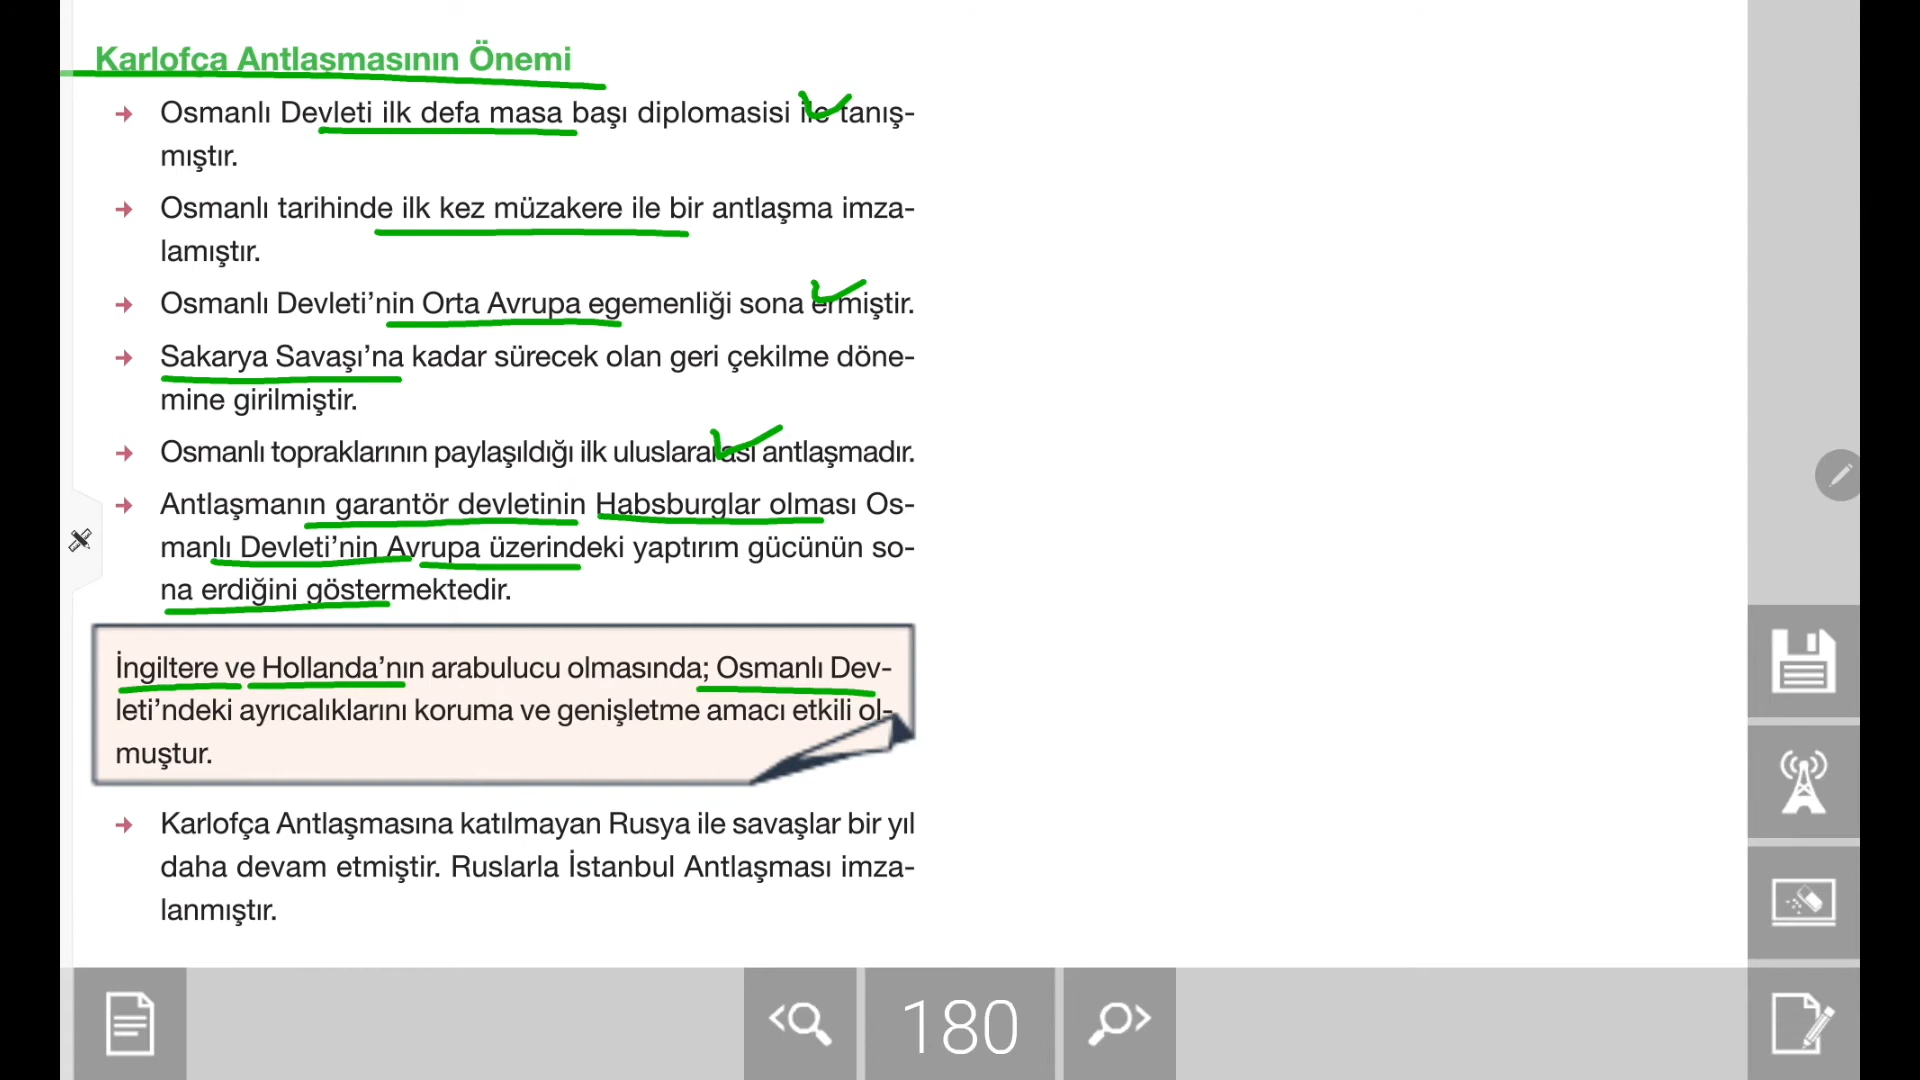 Karlofça Antlaşmasının Önemi
→ Osmanlı Devleti ilk defa masa başı diplomasisi ile tanış-
mıştır.
→ Osmanlı tarihinde ilk kez müzakere ile bir antlaşma imza-
lamıştır.
→ Osmanlı Devleti’nin Orta Avrupa egemenliği sona ermiştir.
→ Sakarya Savaşı’na kadar sürecek olan geri çekilme döne-
mine girilmiştir.
→ Osmanlı topraklarının paylaşıldığı ilk uluslararası antlaşmadır.
→ Antlaşmanın garantör devletinin Habsburglar olması Os-
manlı Devleti’nin Avrupa üzerindeki yaptırım gücünün so-
na erdiğini göstermektedir.
İngiltere ve Hollanda’nın arabulucu olmasında; Osmanlı Dev-
leti’ndeki ayrıcalıklarını koruma ve genişletme amacı etkili ol-
muştur.
→ Karlofça Antlaşmasına katılmayan Rusya ile savaşlar bir yıl
daha devam etmiştir. Ruslarla İstanbul Antlaşması imza-
lanmıştır.
180